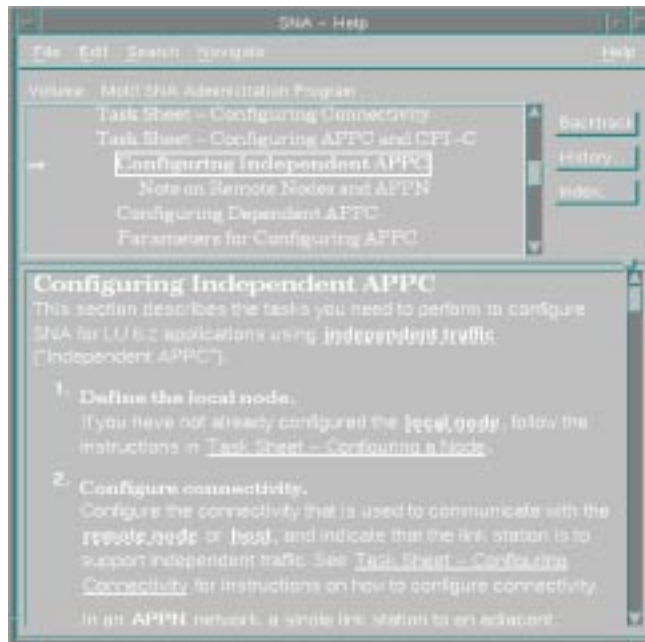 SNA - Help
File Edit Search Navigate Help
Volume: Motif SNA Administration Program
Task Sheet - Configuring Connectivity
Task Sheet - Configuring APPC and CPI-C
Configuring Independent APPC
Note on Remote Nodes and APPN
Configuring Dependent APPC
Parameters for Configuring APPC
Backtrack
History...
Index...
Configuring Independent APPC
This section describes the tasks you need to perform to configure
SNA for LU 6.2 applications using independent traffic
("Independent APPC").
1. Define the local node.
If you have not already configured the local node, follow the
instructions in Task Sheet - Configuring a Node.
2. Configure connectivity.
Configure the connectivity that is used to communicate with the
remote node or host, and indicate that the link station is to
support independent traffic. See Task Sheet - Configuring
Connectivity for instructions on how to configure connectivity.
In an APPN network, a single link station to an adjacent